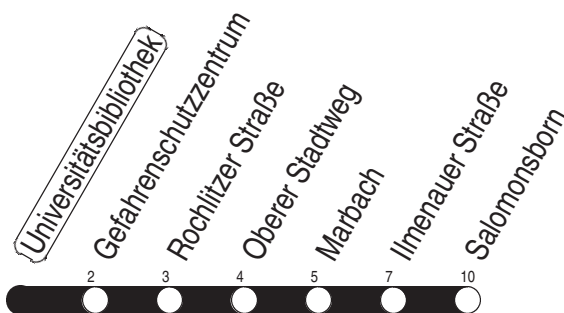 Universitätsbibliothek
Gefahrenschutzzentrum
Rochlitzer Straße
Oberer Stadtweg
Marbach
Ilmenauer Straße
Salomonsborn
2 3 4 5 7 10